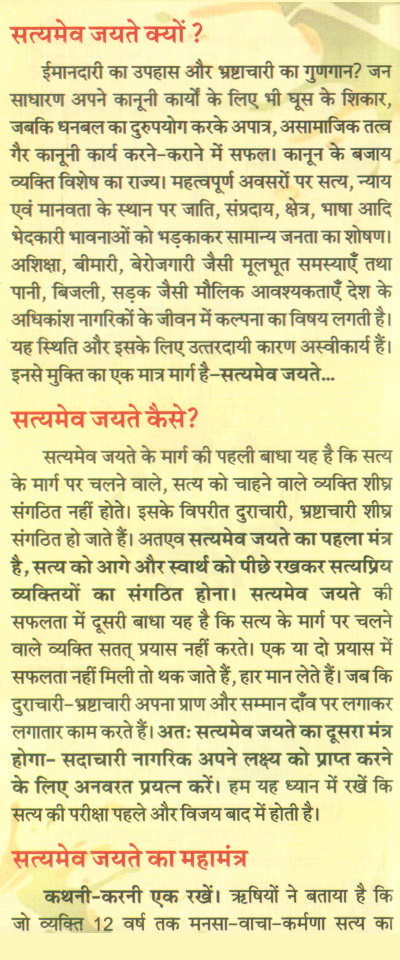 सत्यमेव जयते क्यों ?
ईमानदारी का उपहास और भ्रष्टाचारी का गुणगान? जन
साधारण अपने कानूनी कार्यों के लिए भी घूस के शिकार,
जबकि धनबल का दुरुपयोग करके अपात्र, असामाजिक तत्व
गैर कानूनी कार्य करने-कराने में सफल। कानून के बजाय
व्यक्ति विशेष का राज्य। महत्वपूर्ण अवसरों पर सत्य, न्याय
एवं मानवता के स्थान पर जाति, संप्रदाय, क्षेत्र, भाषा आदि
भेदकारी भावनाओं को भड़काकर सामान्य जनता का शोषण।
अशिक्षा, बीमारी, बेरोजगारी जैसी मूलभूत समस्याएँ तथा
पानी, बिजली, सड़क जैसी मौलिक आवश्यकताएँ देश के
अधिकांश नागरिकों के जीवन में कल्पना का विषय लगती है।
यह स्थिति और इसके लिए उत्तरदायी कारण अस्वीकार्य हैं।
इनसे मुक्ति का एक मात्र मार्ग है-सत्यमेव जयते...
सत्यमेव जयते कैसे?
सत्यमेव जयते के मार्ग की पहली बाधा यह है कि सत्य
के मार्ग पर चलने वाले, सत्य को चाहने वाले व्यक्ति शीघ्र
संगठित नहीं होते। इसके विपरीत दुराचारी, भ्रष्टाचारी शीघ्र
संगठित हो जाते हैं। अतएव सत्यमेव जयते का पहला मंत्र
है, सत्य को आगे और स्वार्थ को पीछे रखकर सत्यप्रिय
व्यक्तियों का संगठित होना। सत्यमेव जयते की
सफलता में दूसरी बाधा यह है कि सत्य के मार्ग पर चलने
वाले व्यक्ति सतत् प्रयास नहीं करते। एक या दो प्रयास में
सफलता नहीं मिली तो थक जाते हैं, हार मान लेते हैं। जब कि
दुराचारी-भ्रष्टाचारी अपना प्राण और सम्मान दाँव पर लगाकर
लगातार काम करते हैं। अतः सत्यमेव जयते का दूसरा मंत्र
होगा- सदाचारी नागरिक अपने लक्ष्य को प्राप्त करने
के लिए अनवरत प्रयत्न करें। हम यह ध्यान में रखें कि
सत्य की परीक्षा पहले और विजय बाद में होती है।
सत्यमेव जयते का महामंत्र
कथनी-करनी एक रखें। ऋषियों ने बताया है कि
जो व्यक्ति 12 वर्ष तक मनसा-वाचा-कर्मणा सत्य का